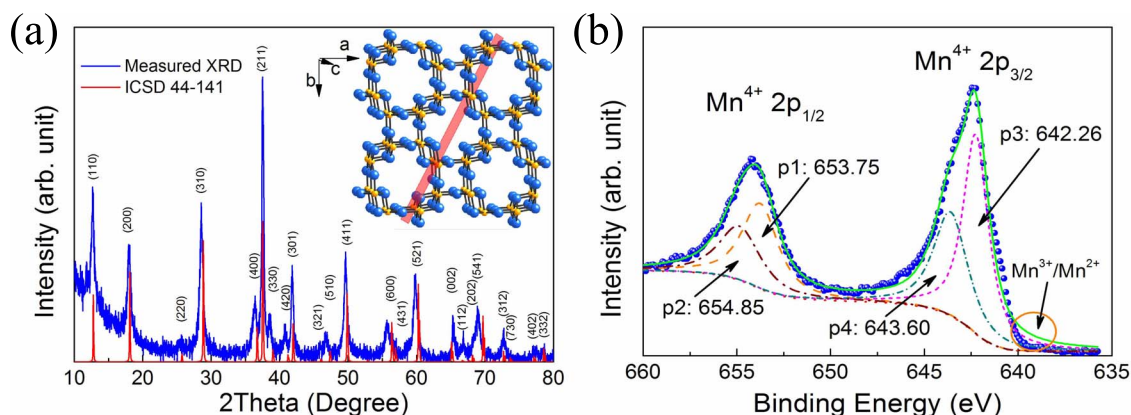 (a)
Measured XRD
ICSD 44-141
a
c
b
(110)
(200)
(220)
(310)
(400)
(211)
(330)
(420)
(301)
(321)
(510)
(411)
(600)
(431)
(521)
(002)
(112)
(202)
(541)
(312)
(730)
(402)
(332)
Intensity (arb. unit)
10 20 30 40 50 60 70 80
2Theta (Degree)
(b)
Mn⁴⁺ 2p₃/₂
Mn⁴⁺ 2p₁/₂
p3: 642.26
p1: 653.75
Mn³⁺/Mn²⁺
p2: 654.85
p4: 643.60
Intensity (arb. unit)
660 655 650 645 640 635
Binding Energy (eV)